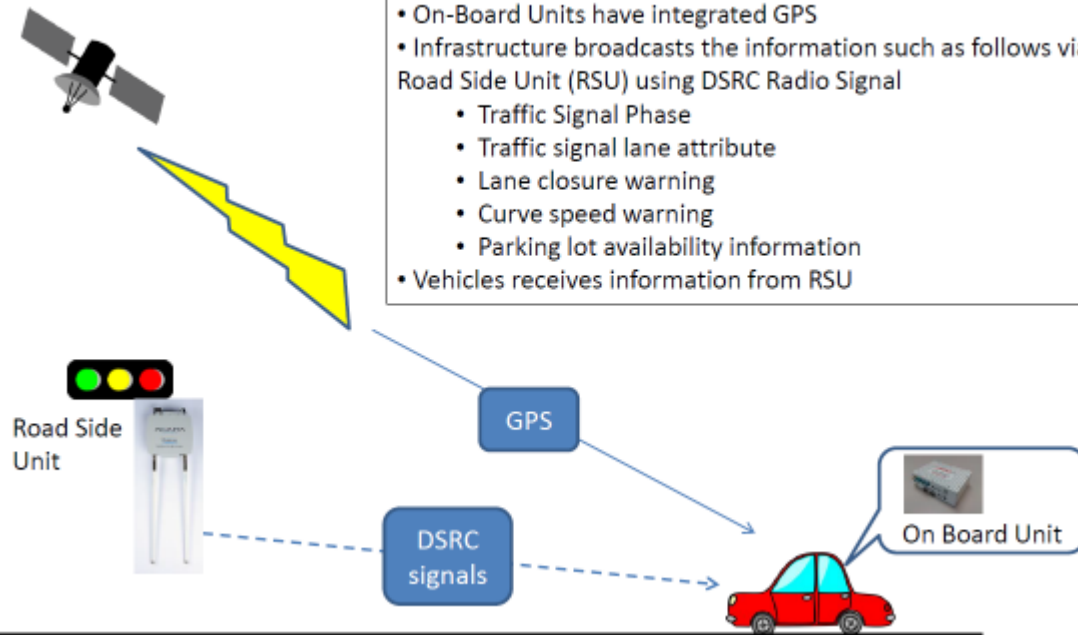 • On-Board Units have integrated GPS
• Infrastructure broadcasts the information such as follows via
Road Side Unit (RSU) using DSRC Radio Signal
• Traffic Signal Phase
• Traffic signal lane attribute
• Lane closure warning
• Curve speed warning
• Parking lot availability information
• Vehicles receives information from RSU
GPS
Road Side
Unit
On Board Unit
DSRC
signals